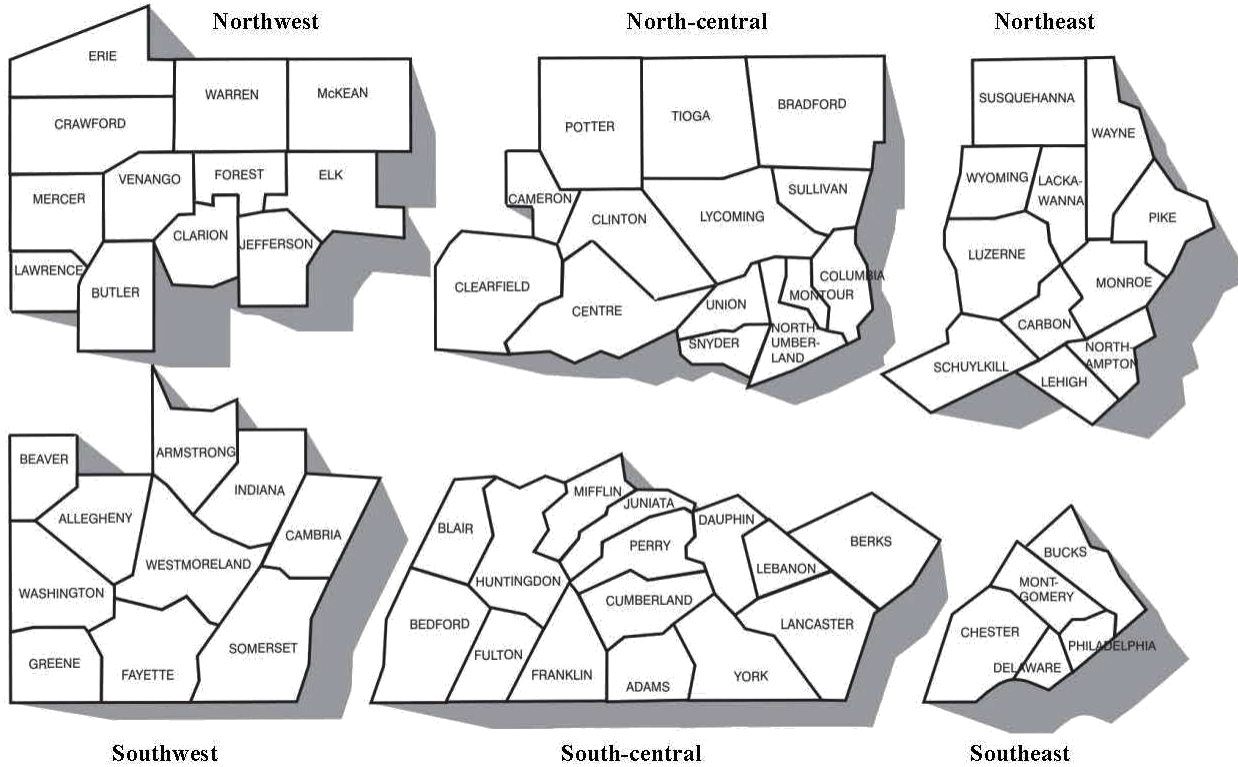 Northwest
North-central
Northeast
ERIE
WARREN
McKEAN
CRAWFORD
VENANGO
FOREST
ELK
MERCER
CLARION
JEFFERSON
LAWRENCE
BUTLER
POTTER
TIOGA
BRADFORD
CAMERON
CLINTON
LYCOMING
SULLIVAN
CLEARFIELD
CENTRE
UNION
MONTOUR
COLUMBIA
SNYDER
NORTH-
UMBER-
LAND
SUSQUEHANNA
WAYNE
WYOMING
LACKA-
WANNA
PIKE
LUZERNE
MONROE
CARBON
SCHUYLKILL
LEHIGH
NORTH-
AMPTON
BEAVER
ARMSTRONG
INDIANA
ALLEGHENY
CAMBRIA
WESTMORELAND
WASHINGTON
GREENE
FAYETTE
SOMERSET
BLAIR
MIFFLIN
JUNIATA
DAUPHIN
PERRY
BERKS
HUNTINGDON
LEBANON
CUMBERLAND
BEDFORD
LANCASTER
FULTON
FRANKLIN
ADAMS
YORK
BUCKS
MONT-
GOMERY
CHESTER
PHILADELPHIA
DELAWARE
Southwest
South-central
Southeast